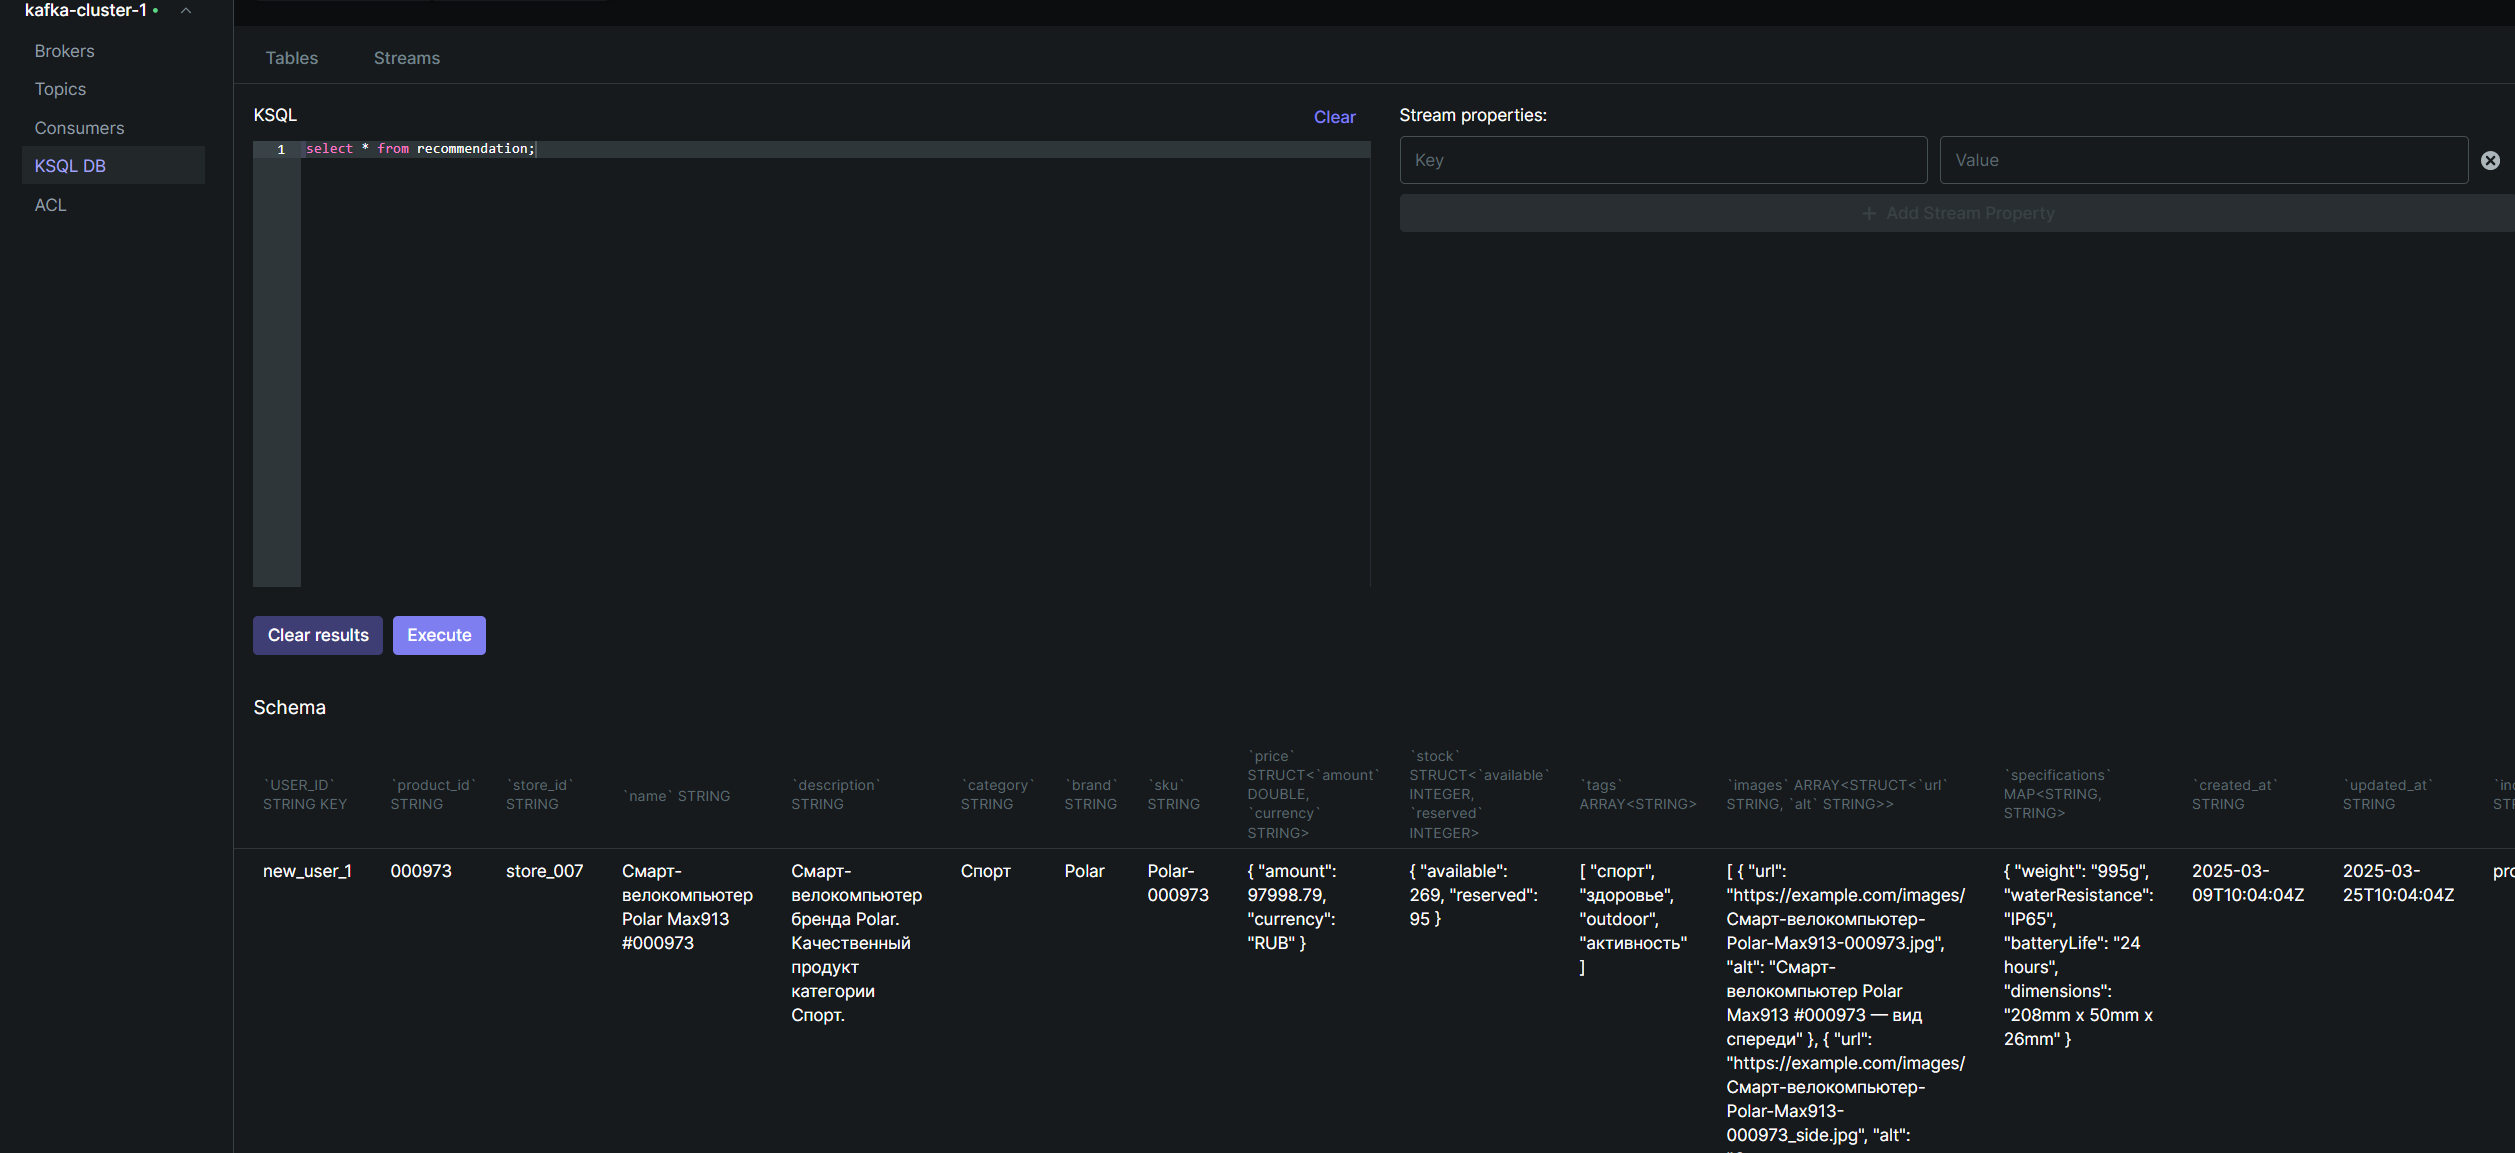 kafka-cluster-1
Brokers
Topics
Consumers
KSQL DB
ACL
Tables
Streams
KSQL
Clear
1
select * from recommendation;
Stream properties:
Key
Value
Add Stream Property
Clear results
Execute
Schema
`USER_ID`
STRING KEY
`product_id`
STRING
`store_id`
STRING
`name` STRING
`description`
STRING
`category`
STRING
`brand`
STRING
`sku`
STRING
`price`
STRUCT<`amount`
DOUBLE,
`currency`
STRING>
`stock`
STRUCT<`available`
INTEGER,
`reserved`
INTEGER>
`tags`
ARRAY<STRING>
`images` ARRAY<STRUCT<`url`
STRING, `alt` STRING>>
`specifications`
MAP<STRING,
STRING>
`created_at`
STRING
`updated_at`
STRING
new_user_1
000973
store_007
Смарт-
велокомпьютер
Polar Max913
#000973
Смарт-
велокомпьютер
бренда Polar.
Качественный
продукт
категории
Спорт.
Спорт
Polar
Polar-
000973
{ "amount":
97998.79,
"currency":
"RUB" }
{ "available":
269, "reserved":
95 }
[ "спорт",
"здоровье",
"outdoor",
"активность"
]
[ { "url":
"https://example.com/images/
Смарт-велокомпьютер-
Polar-Max913-000973.jpg",
"alt": "Смарт-
велокомпьютер Polar
Max913 #000973 — вид
спереди" }, { "url":
"https://example.com/images/
Смарт-велокомпьютер-
Polar-Max913-
000973_side.jpg", "alt":
{ "weight": "995g",
"waterResistance":
"IP65",
"batteryLife": "24
hours",
"dimensions":
"208mm x 50mm x
26mm" }
2025-03-
09T10:04:04Z
2025-03-
25T10:04:04Z